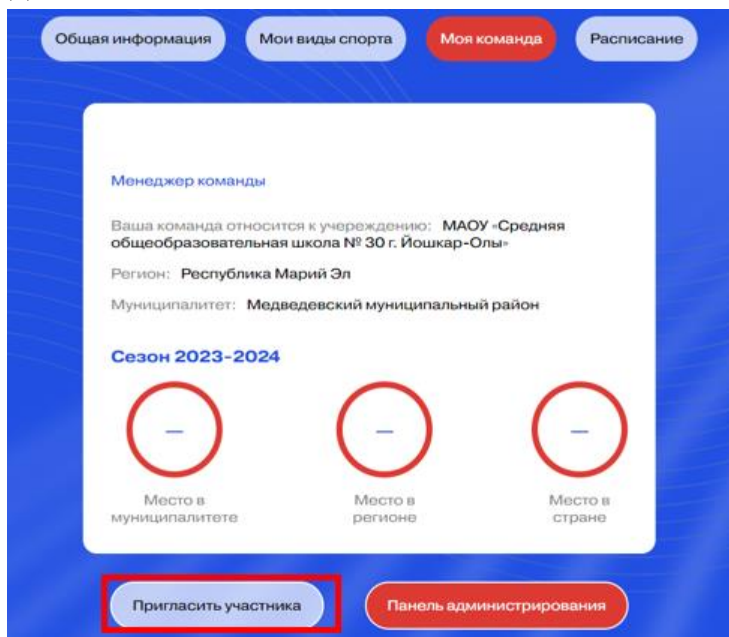 Общая информация Мои виды спорта Моя команда Расписание
Менеджер команды
Ваша команда относится к учереждению: МАОУ «Средняя
общеобразовательная школа № 30 г. Йошкар-Олы»
Регион: Республика Марий Эл
Муниципалитет: Медведевский муниципальный район
Сезон 2023-2024
– – –
Место в Место в Место в
муниципалитете регионе стране
Пригласить участника Панель администрирования